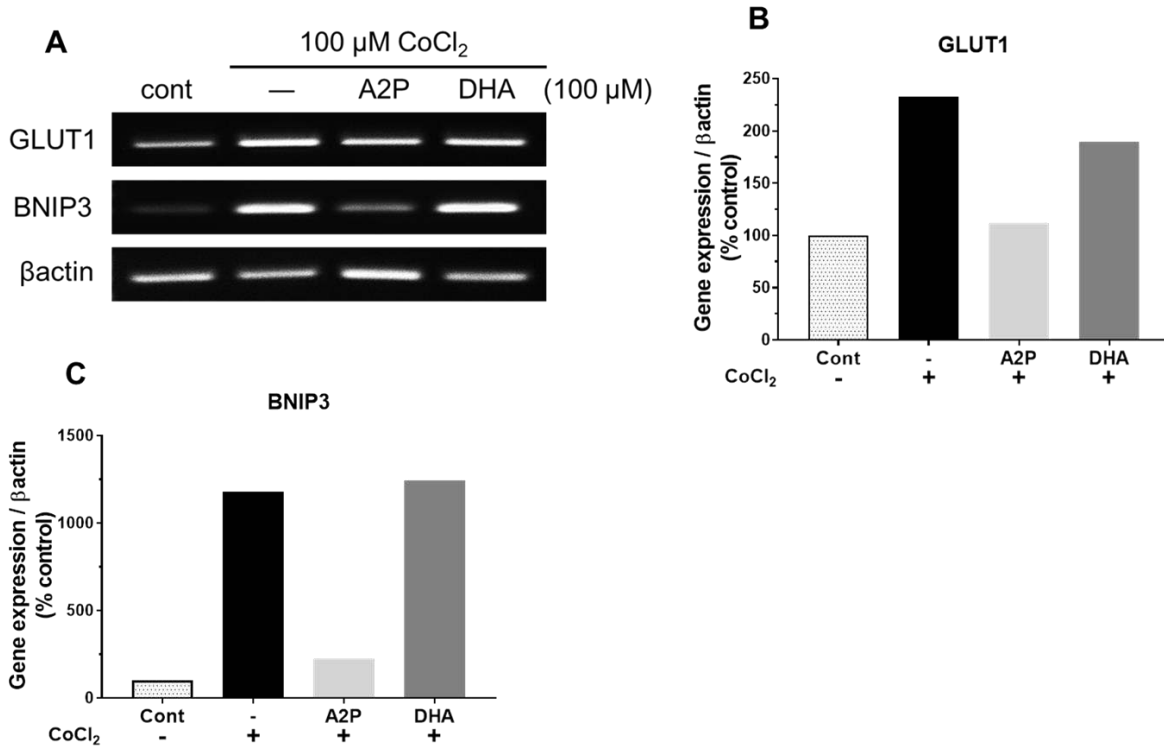 A
100 µM CoCl₂
cont — A2P DHA (100 µM)
GLUT1
BNIP3
βactin
B
GLUT1
Gene expression / βactin
(% control)
250
200
150
100
50
0
Cont - A2P DHA
CoCl₂ - + + +
C
BNIP3
Gene expression / βactin
(% control)
1500
1000
500
0
Cont - A2P DHA
CoCl₂ - + + +